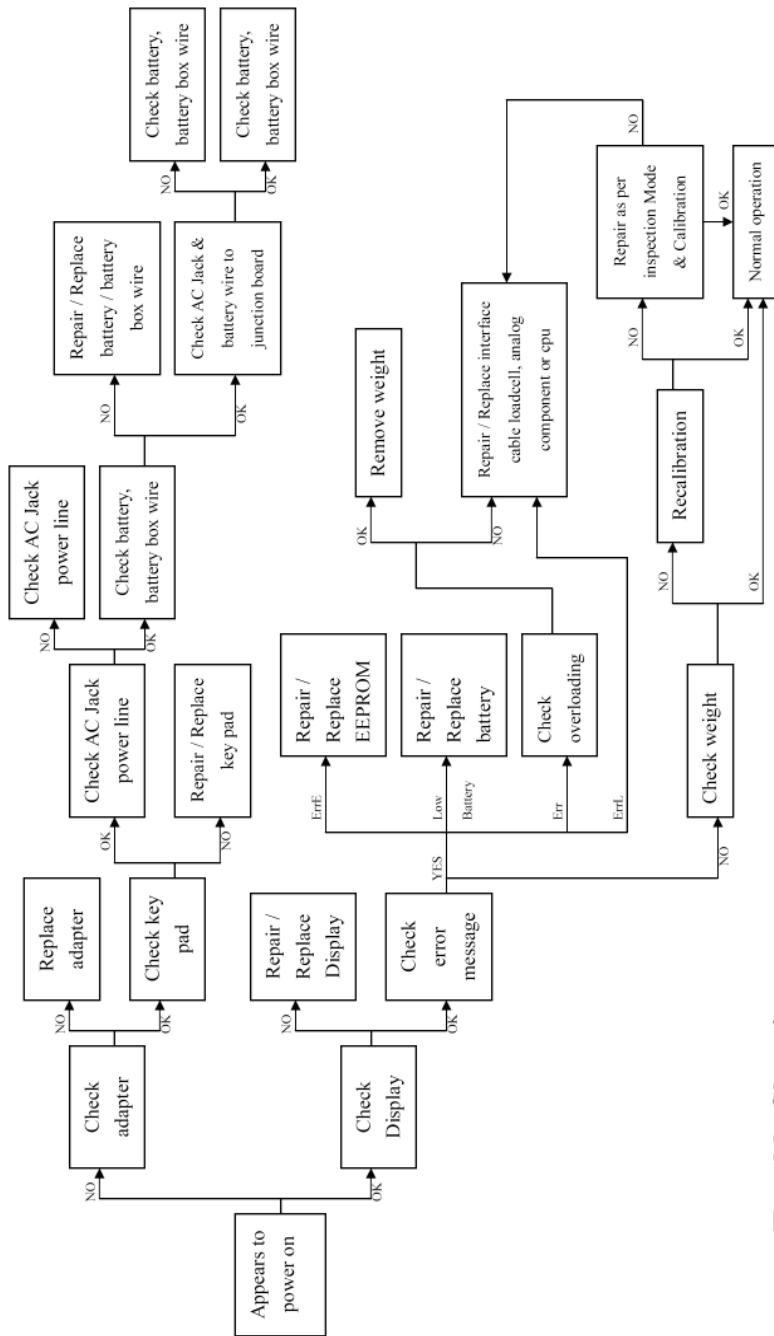 Appears to
power on
NO
OK
Check
adapter
NO
OK
Replace
adapter
Check key
pad
OK
NO
Check AC Jack
power line
Repair / Replace
key pad
NO
OK
Check AC Jack
power line
Check battery,
battery box wire
NO
OK
Repair / Replace
battery / battery
box wire
Check AC Jack &
battery wire to
junction board
NO
OK
Check battery,
battery box wire
Check battery,
battery box wire
Check
Display
NO
OK
Repair /
Replace
Display
Check
error
message
YES
NO
ErrE
Low
Battery
Err
ErrL
Repair /
Replace
EEPROM
Repair /
Replace
battery
Check
overloading
OK
NO
Remove weight
Repair / Replace interface
cable loadcell, analog
component or cpu
Check weight
NO
OK
Recalibration
NO
OK
Repair as per
inspection Mode
& Calibration
NO
OK
Normal operation